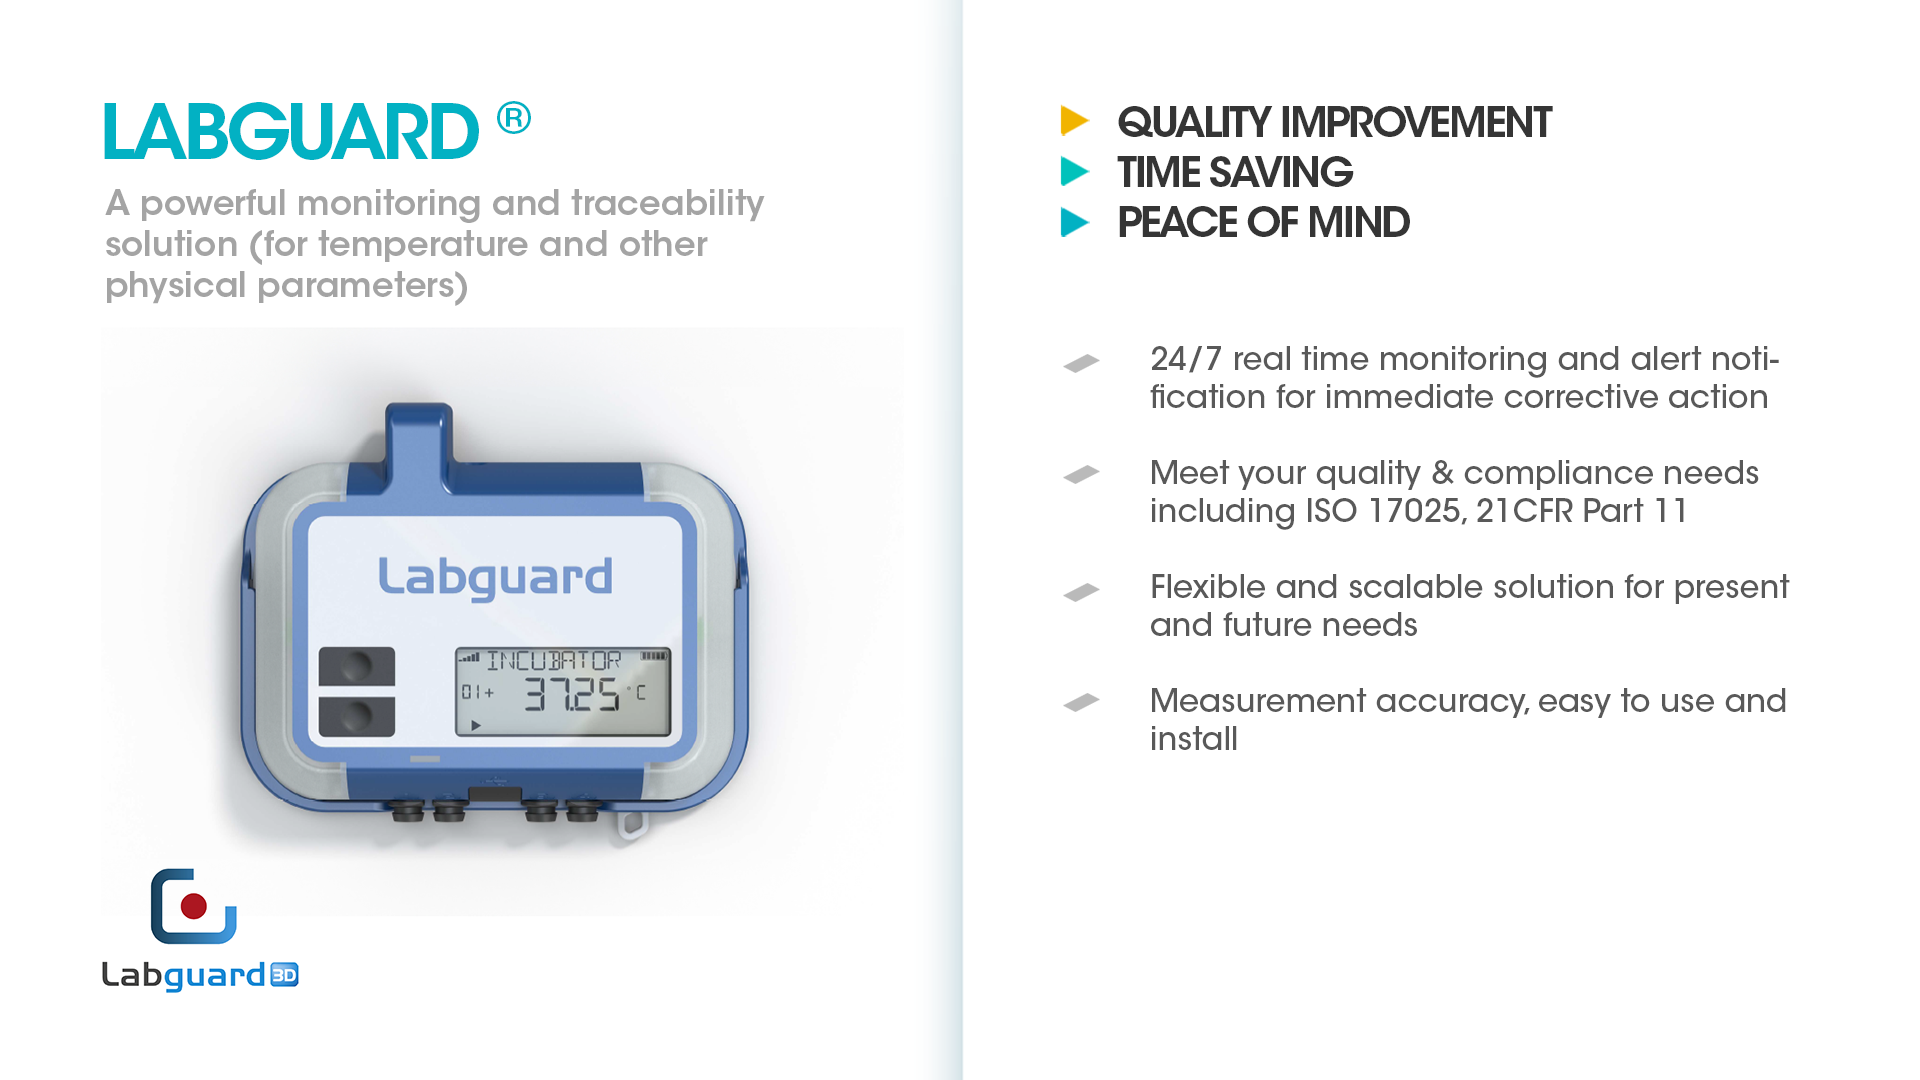 LABGUARD ®
A powerful monitoring and traceability
solution (for temperature and other
physical parameters)
Labguard
INCUBATOR
01+ 37.25 °C
Labguard 3D
QUALITY IMPROVEMENT
TIME SAVING
PEACE OF MIND
24/7 real time monitoring and alert noti-
fication for immediate corrective action
Meet your quality & compliance needs
including ISO 17025, 21CFR Part 11
Flexible and scalable solution for present
and future needs
Measurement accuracy, easy to use and
install